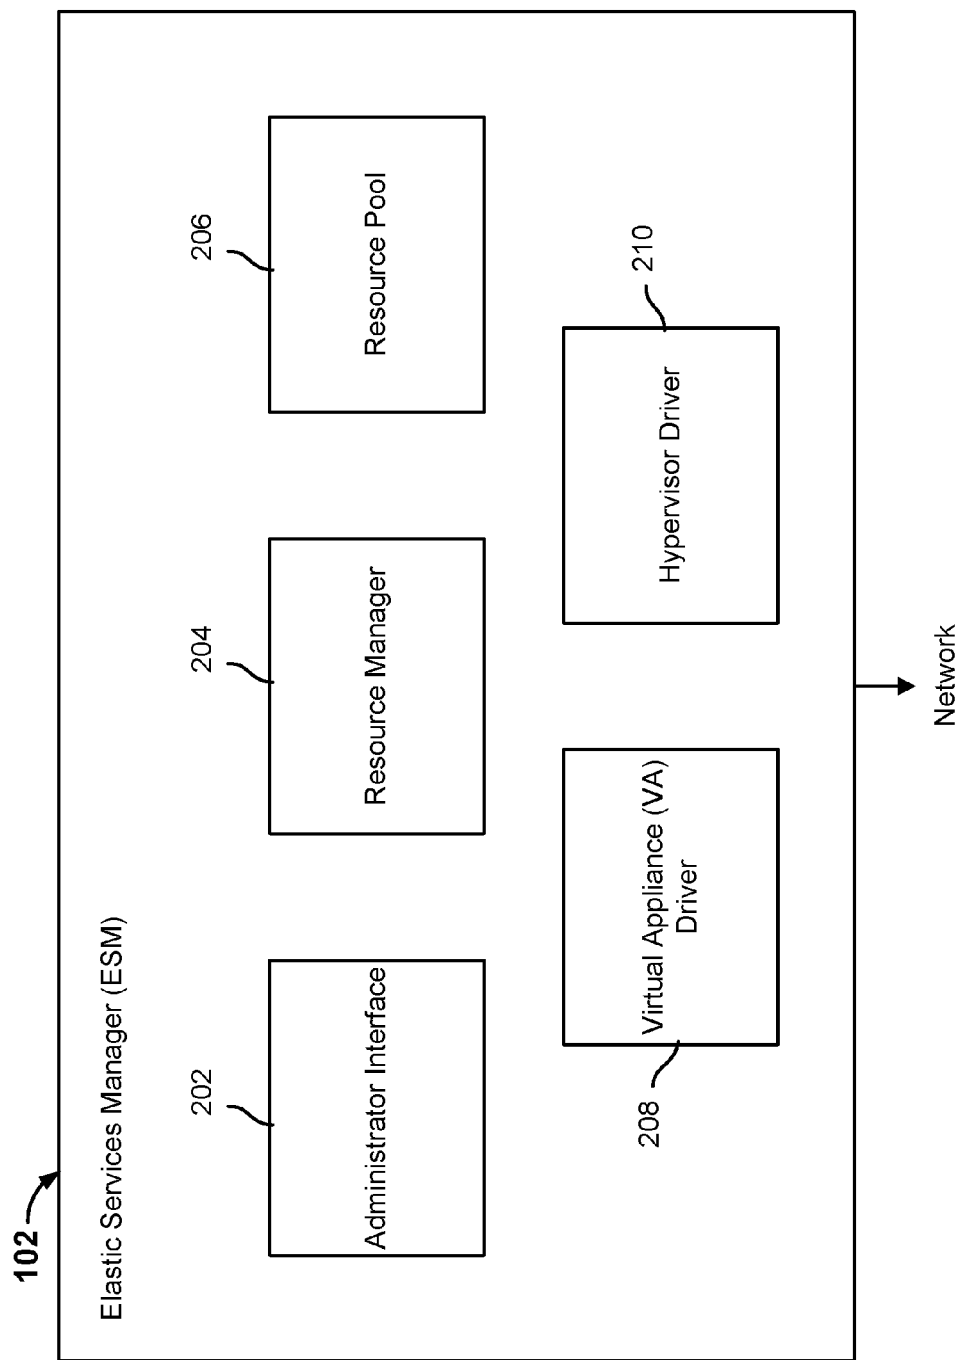 102
Elastic Services Manager (ESM)
202
204
206
Administrator Interface
Resource Manager
Resource Pool
208
Virtual Appliance (VA)
Driver
Hypervisor Driver
210
Network